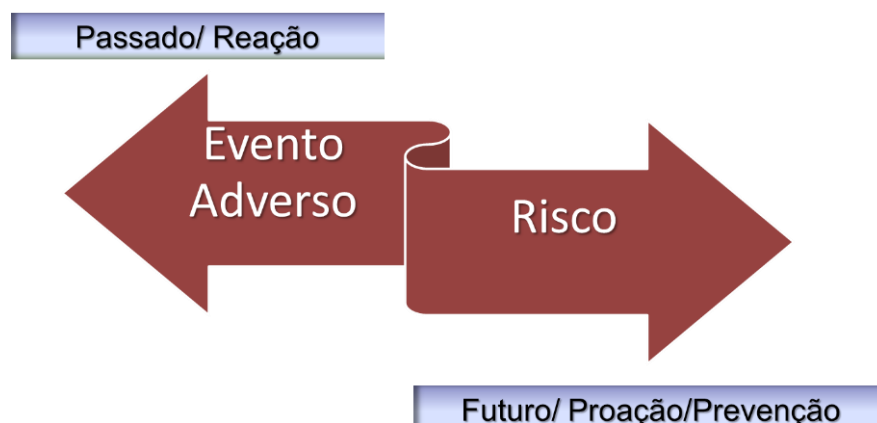 Passado/ Reação
Evento
Adverso
Risco
Futuro/ Proação/Prevenção